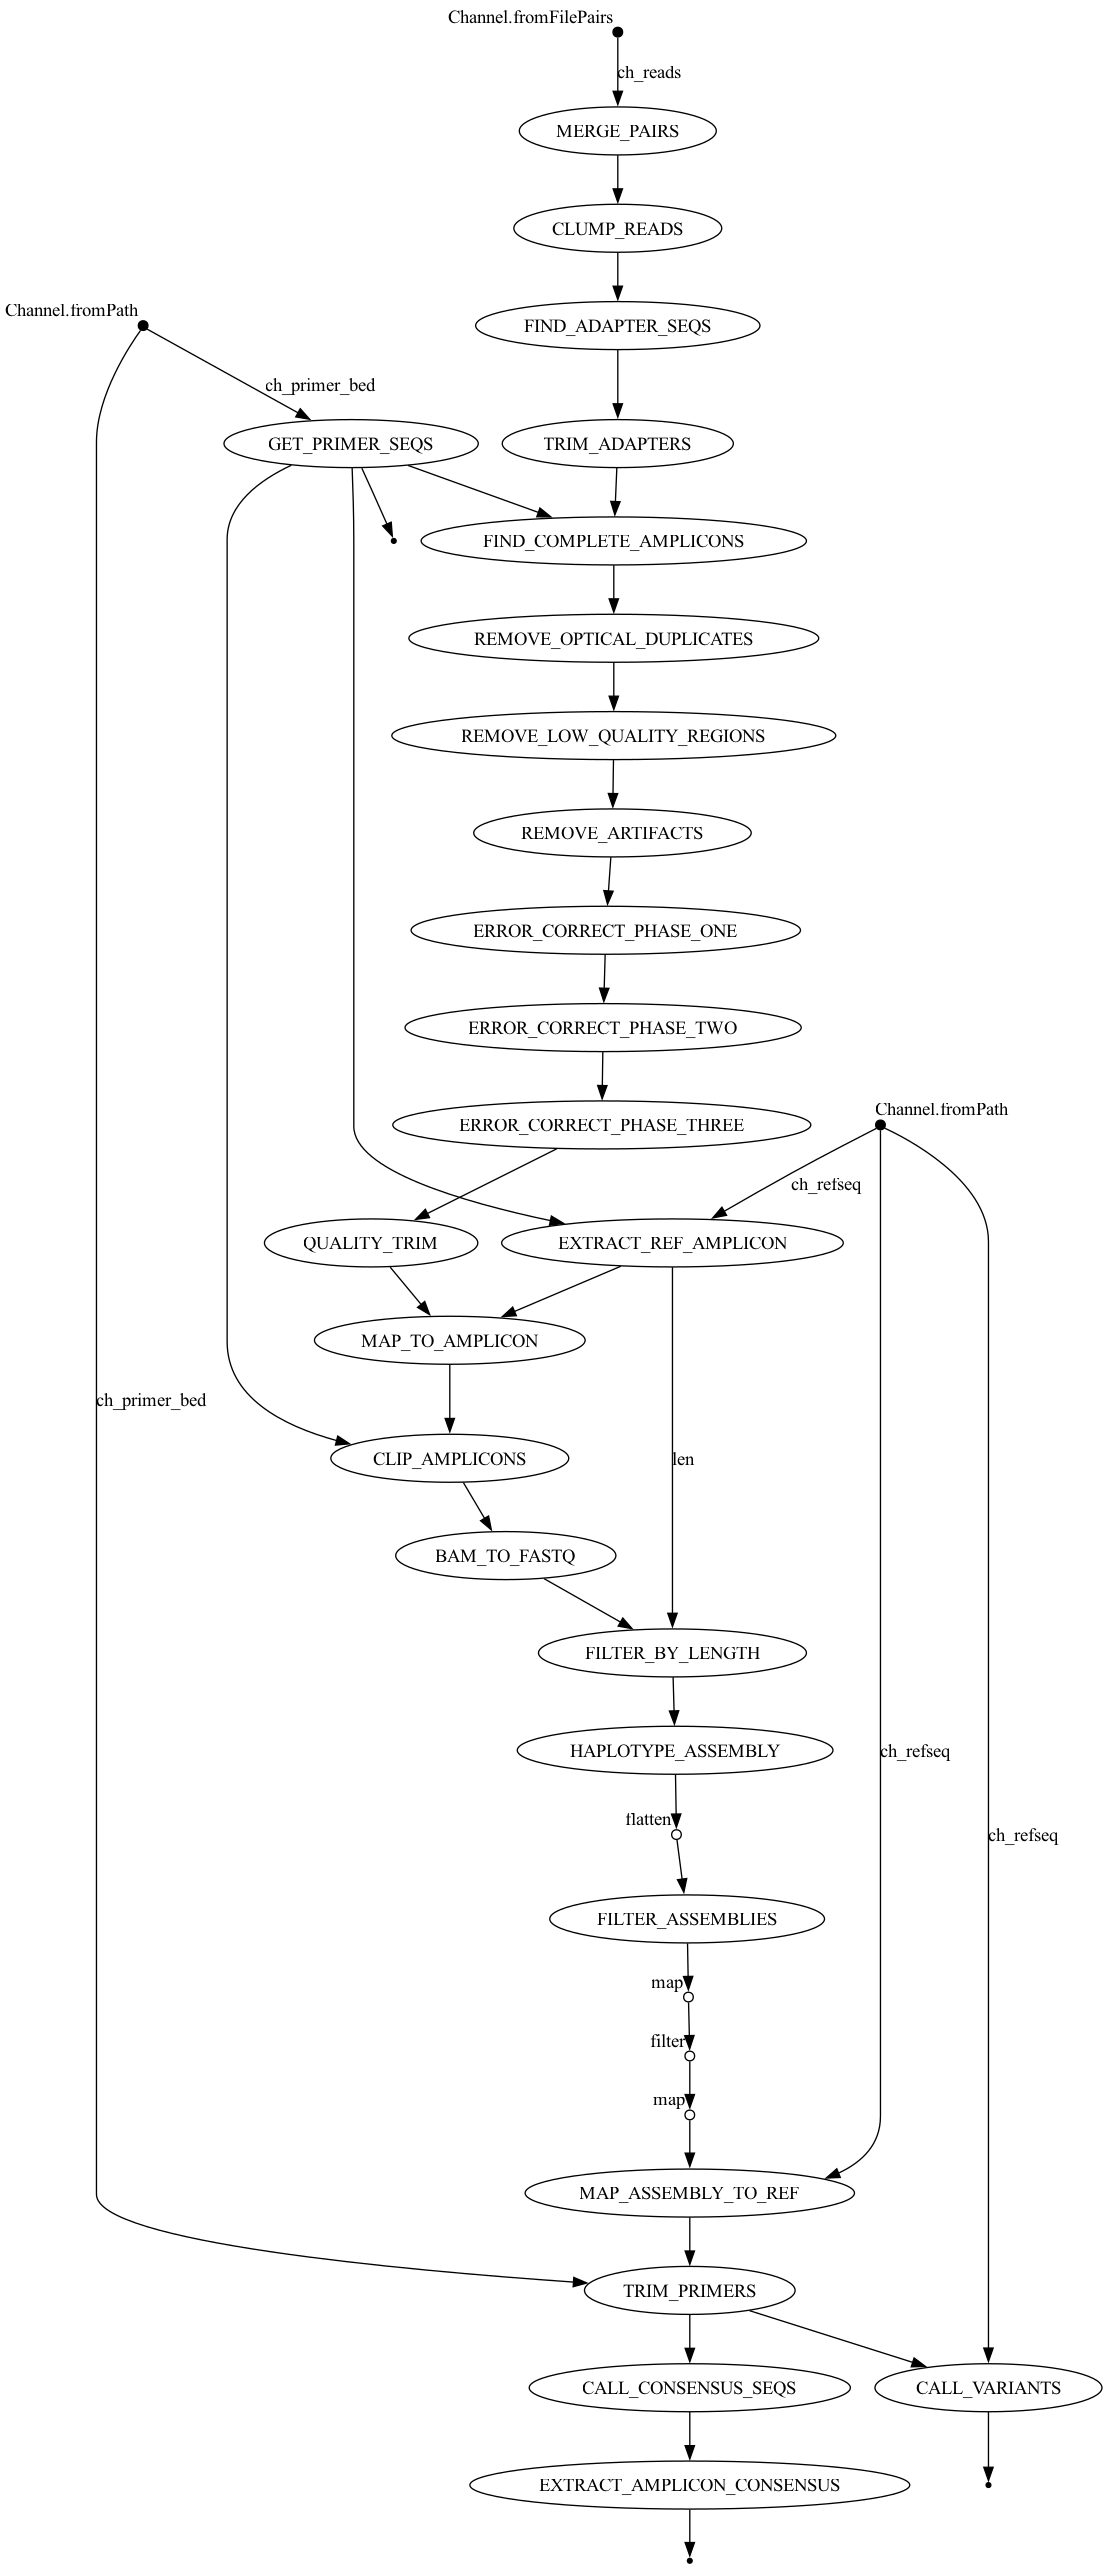 Channel.fromFilePairs
ch_reads
MERGE_PAIRS
CLUMP_READS
Channel.fromPath
FIND_ADAPTER_SEQS
ch_primer_bed
GET_PRIMER_SEQS
TRIM_ADAPTERS
FIND_COMPLETE_AMPLICONS
REMOVE_OPTICAL_DUPLICATES
REMOVE_LOW_QUALITY_REGIONS
REMOVE_ARTIFACTS
ERROR_CORRECT_PHASE_ONE
ERROR_CORRECT_PHASE_TWO
Channel.fromPath
ERROR_CORRECT_PHASE_THREE
ch_refseq
QUALITY_TRIM
EXTRACT_REF_AMPLICON
MAP_TO_AMPLICON
ch_primer_bed
CLIP_AMPLICONS
len
BAM_TO_FASTQ
FILTER_BY_LENGTH
HAPLOTYPE_ASSEMBLY
ch_refseq
flatten
ch_refseq
FILTER_ASSEMBLIES
map
filter
map
MAP_ASSEMBLY_TO_REF
TRIM_PRIMERS
CALL_CONSENSUS_SEQS
CALL_VARIANTS
EXTRACT_AMPLICON_CONSENSUS